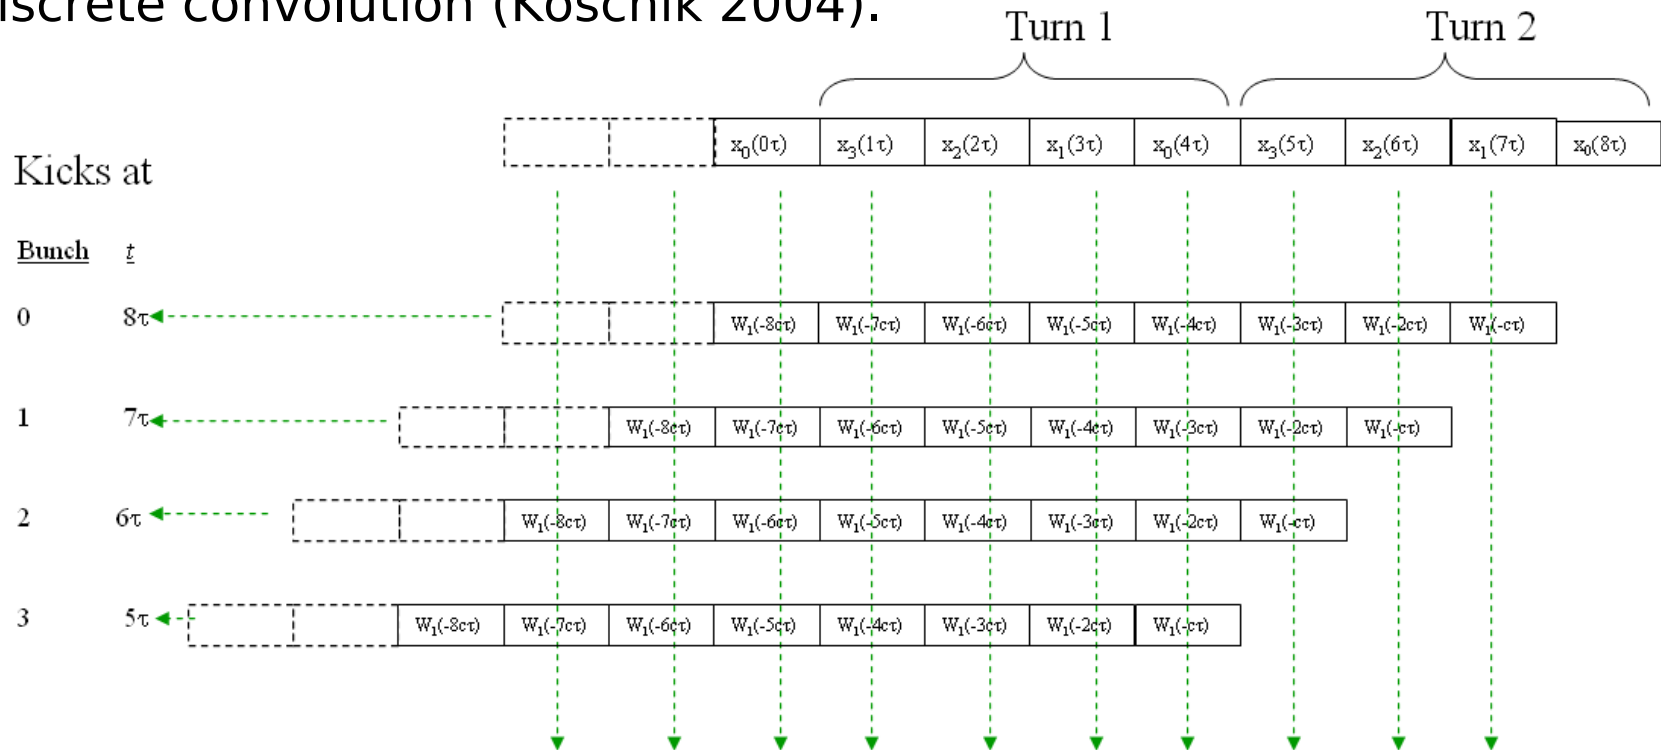 iscrete convolution (Koschik 2004).
Turn 1 Turn 2
x₀(0τ) x₃(1τ) x₂(2τ) x₁(3τ) x₀(4τ) x₃(5τ) x₂(6τ) x₁(7τ) x₀(8τ)
Kicks at
Bunch t
0 8τ W₁(-8cτ) W₁(-7cτ) W₁(-6cτ) W₁(-5cτ) W₁(-4cτ) W₁(-3cτ) W₁(-2cτ) W₁(-cτ)
1 7τ W₁(-8cτ) W₁(-7cτ) W₁(-6cτ) W₁(-5cτ) W₁(-4cτ) W₁(-3cτ) W₁(-2cτ) W₁(-cτ)
2 6τ W₁(-8cτ) W₁(-7cτ) W₁(-6cτ) W₁(-5cτ) W₁(-4cτ) W₁(-3cτ) W₁(-2cτ) W₁(-cτ)
3 5τ W₁(-8cτ) W₁(-7cτ) W₁(-6cτ) W₁(-5cτ) W₁(-4cτ) W₁(-3cτ) W₁(-2cτ) W₁(-cτ)